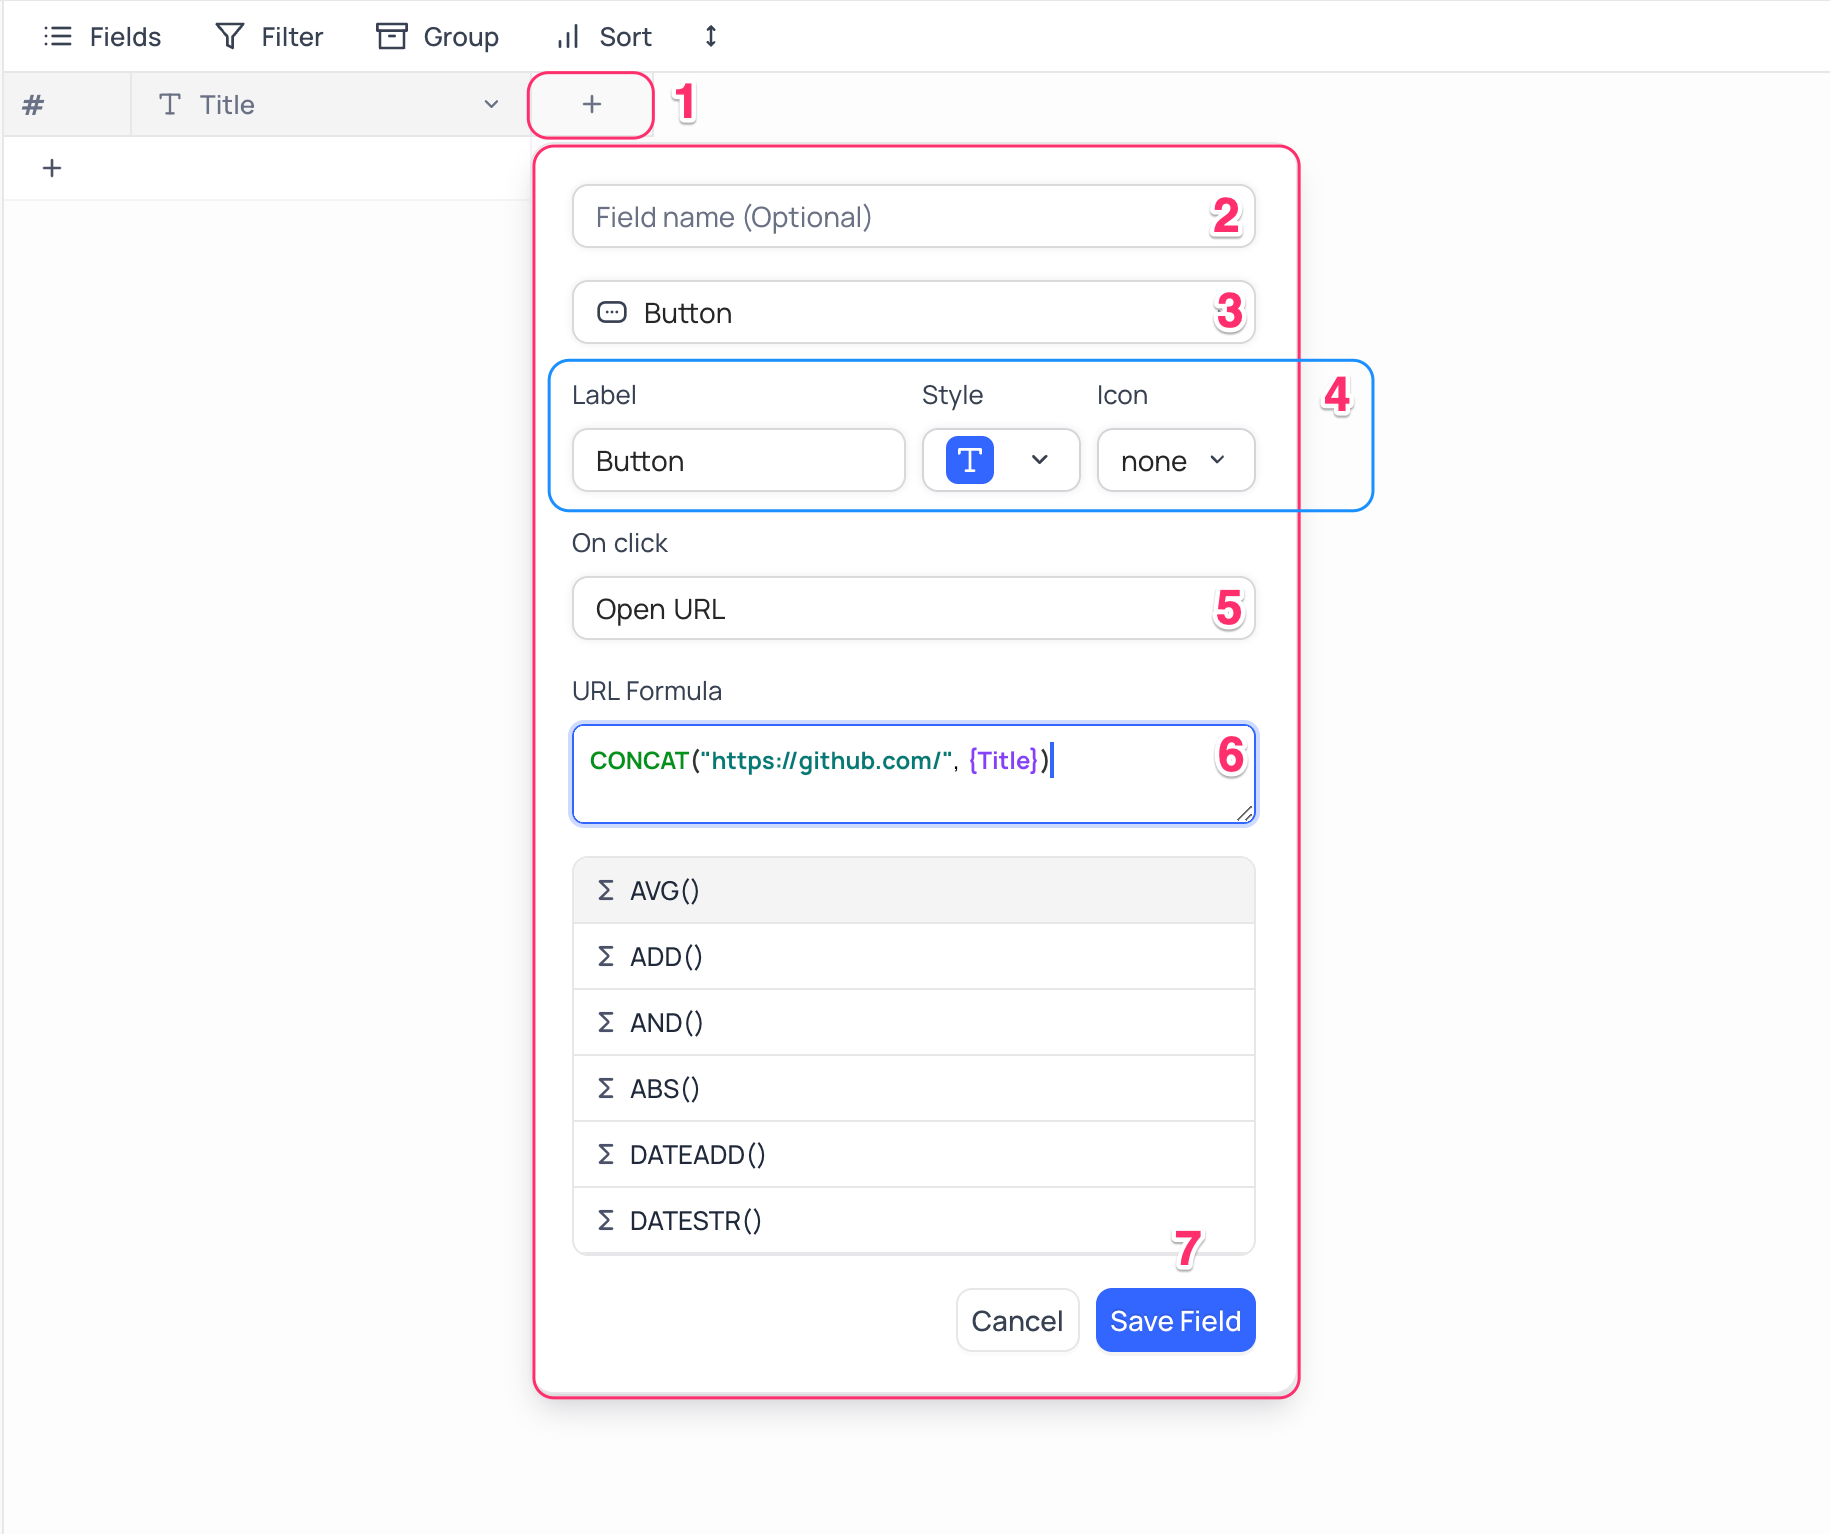 Fields Filter Group Sort
# Title + 1
+
Field name (Optional) 2
Button 3
Label Style Icon 4
Button T none
On click
Open URL 5
URL Formula
CONCAT("https://github.com/", {Title}) 6
Σ AVG()
Σ ADD()
Σ AND()
Σ ABS()
Σ DATEADD()
Σ DATESTR()
7
Cancel Save Field